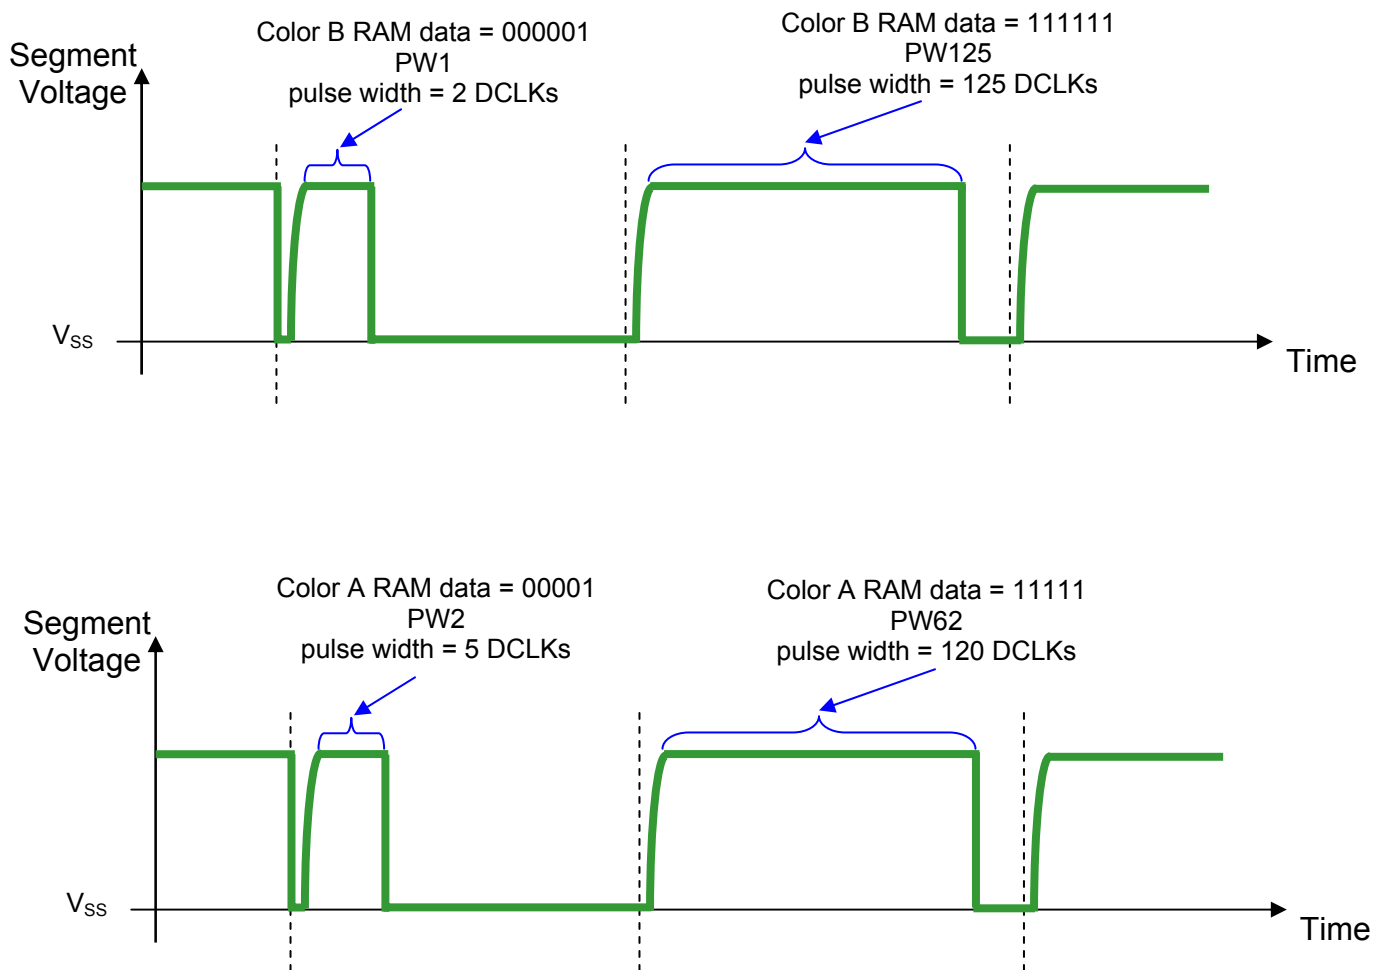 Color B RAM data = 000001
PW1
pulse width = 2 DCLKs
Color B RAM data = 111111
PW125
pulse width = 125 DCLKs
Segment
Voltage
VSS
Time
Color A RAM data = 00001
PW2
pulse width = 5 DCLKs
Color A RAM data = 11111
PW62
pulse width = 120 DCLKs
Segment
Voltage
VSS
Time